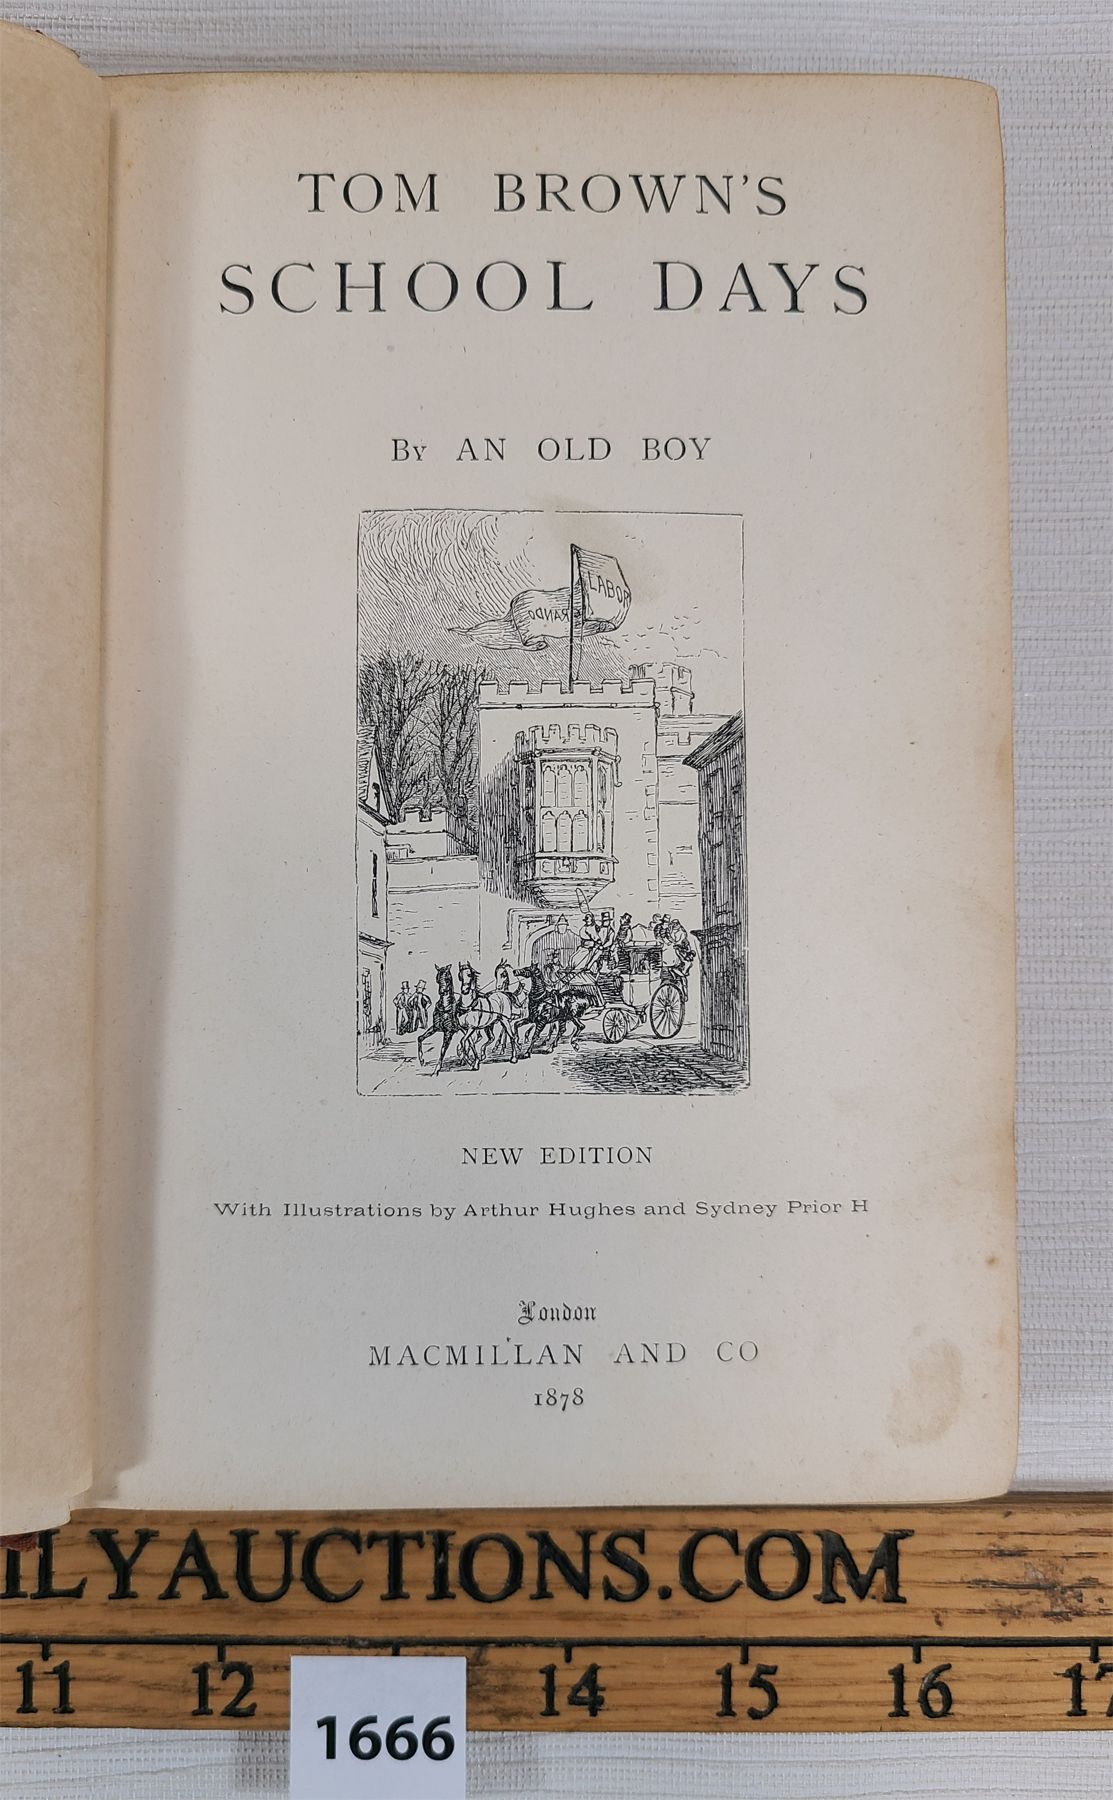 TOM BROWN'S
SCHOOL DAYS
By AN OLD BOY
LABOR
NEW EDITION
With Illustrations by Arthur Hughes and Sydney Prior H
London
MACMILLAN AND CO
1878
ILYAUCTIONS.COM
11 12 14 15 16 17
1666